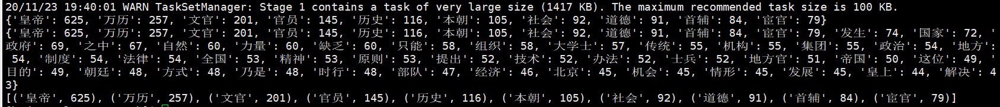 20/11/23 19:40:01 WARN TaskSetManager: Stage 1 contains a task of very large size (1417 KB). The maximum recommended task size is 100 KB.
{'皇帝': 625, '万历': 257, '文官': 201, '官员': 145, '历史': 116, '本朝': 105, '社会': 92, '道德': 91, '首辅': 84, '宦官': 79}
{'皇帝': 625, '万历': 257, '文官': 201, '官员': 145, '历史': 116, '本朝': 105, '社会': 92, '道德': 91, '首辅': 84, '宦官': 79, '发生': 74, '国家': 72, '
政府': 69, '之中': 67, '自然': 60, '力量': 60, '缺乏': 60, '只能': 58, '组织': 58, '大学士': 57, '传统': 55, '机构': 55, '集团': 55, '政治': 54, '地方':
54, '制度': 54, '法律': 54, '全国': 53, '精神': 53, '原则': 53, '提出': 52, '技术': 52, '办法': 52, '士兵': 52, '地方官': 51, '帝国': 50, '这位': 49, '
目的': 49, '朝廷': 48, '方式': 48, '乃是': 48, '时行': 48, '部队': 47, '经济': 46, '北京': 45, '机会': 45, '情形': 45, '发展': 45, '皇上': 44, '解决': 4
3}
[('皇帝', 625), ('万历', 257), ('文官', 201), ('官员', 145), ('历史', 116), ('本朝', 105), ('社会', 92), ('道德', 91), ('首辅', 84), ('宦官', 79)]